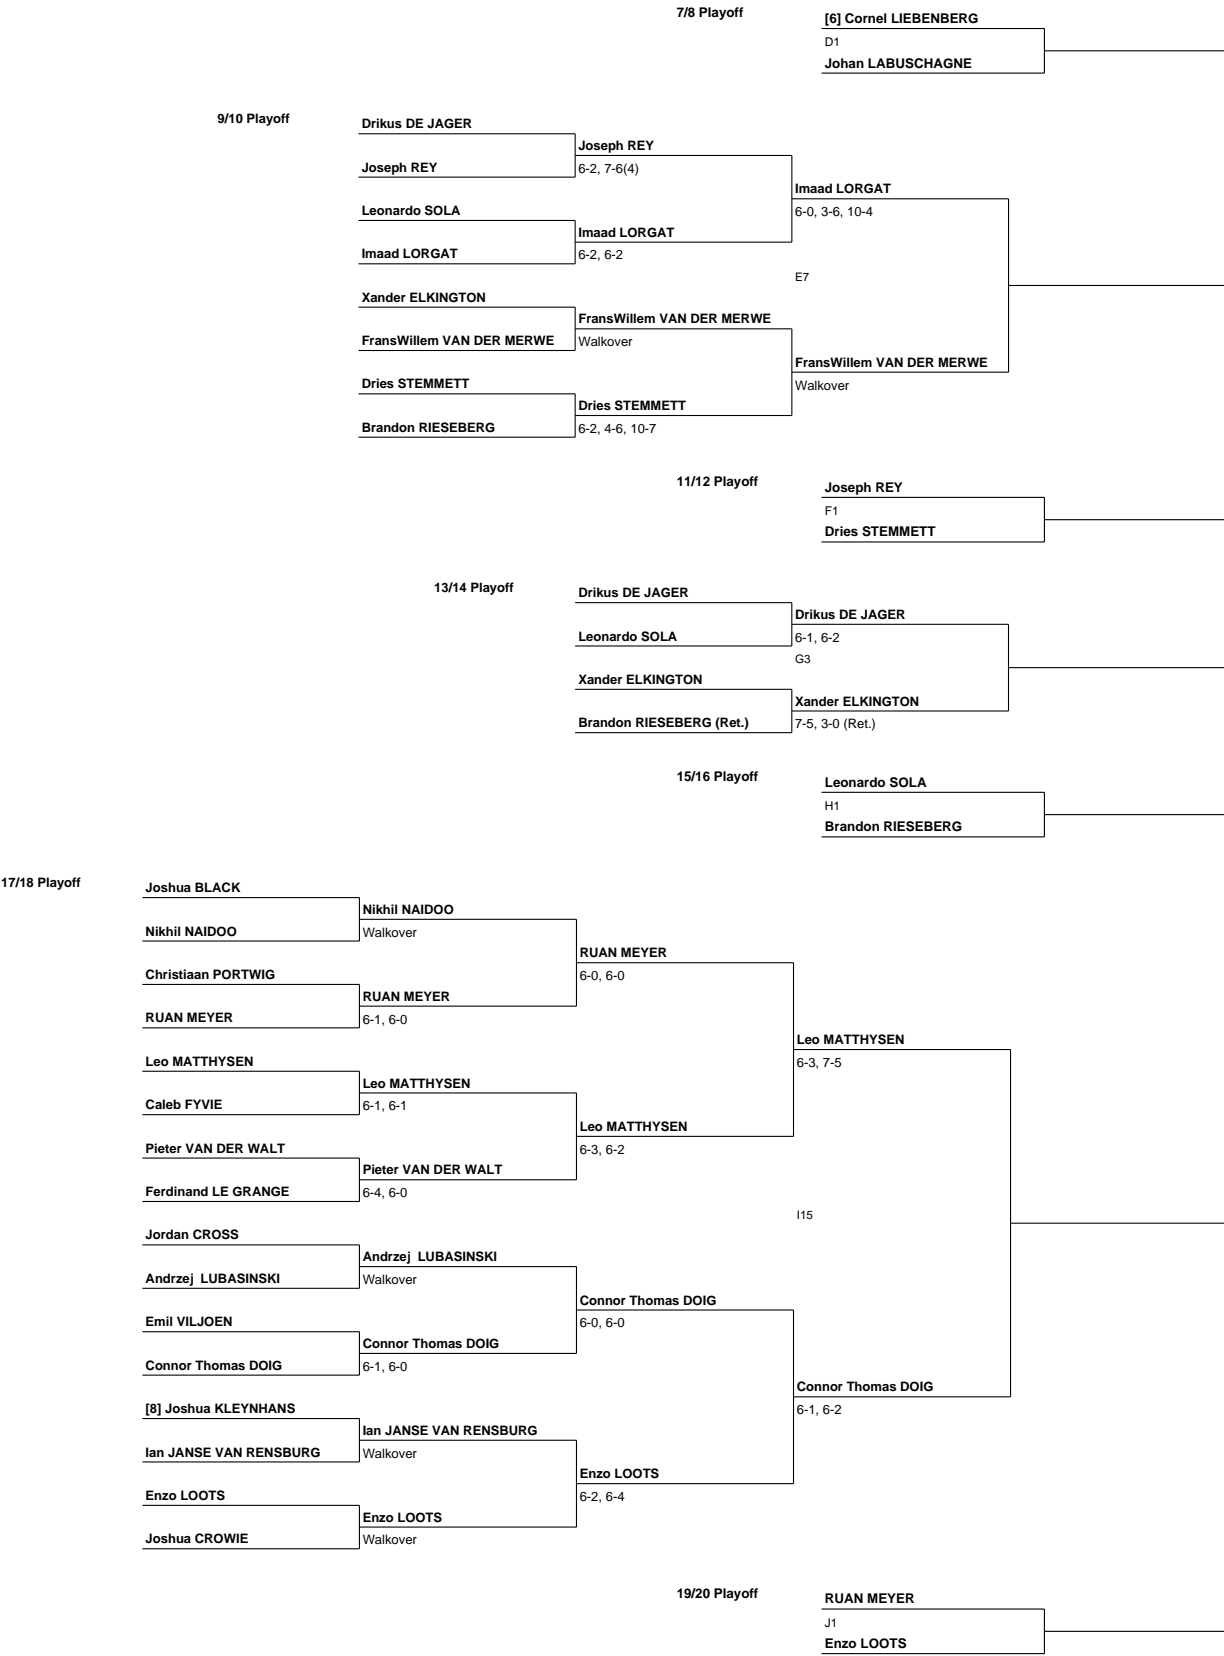 7/8 Playoff
[6] Cornel LIEBENBERG
D1
Johan LABUSCHAGNE
9/10 Playoff
Drikus DE JAGER
Joseph REY
Joseph REY
6-2, 7-6(4)
Imaad LORGAT
6-0, 3-6, 10-4
Leonardo SOLA
Imaad LORGAT
Imaad LORGAT
6-2, 6-2
E7
Xander ELKINGTON
FransWillem VAN DER MERWE
FransWillem VAN DER MERWE
Walkover
FransWillem VAN DER MERWE
Walkover
Dries STEMMETT
Dries STEMMETT
Brandon RIESEBERG
6-2, 4-6, 10-7
11/12 Playoff
Joseph REY
F1
Dries STEMMETT
13/14 Playoff
Drikus DE JAGER
Drikus DE JAGER
Leonardo SOLA
6-1, 6-2
G3
Xander ELKINGTON
Xander ELKINGTON
Brandon RIESEBERG (Ret.)
7-5, 3-0 (Ret.)
15/16 Playoff
Leonardo SOLA
H1
Brandon RIESEBERG
17/18 Playoff
Joshua BLACK
Nikhil NAIDOO
Nikhil NAIDOO
Walkover
RUAN MEYER
6-0, 6-0
Christiaan PORTWIG
RUAN MEYER
RUAN MEYER
6-1, 6-0
Leo MATTHYSEN
6-3, 7-5
Leo MATTHYSEN
Leo MATTHYSEN
Caleb FYVIE
6-1, 6-1
Leo MATTHYSEN
6-3, 6-2
Pieter VAN DER WALT
Pieter VAN DER WALT
Ferdinand LE GRANGE
6-4, 6-0
I15
Jordan CROSS
Andrzej LUBASINSKI
Andrzej LUBASINSKI
Walkover
Connor Thomas DOIG
6-0, 6-0
Emil VILJOEN
Connor Thomas DOIG
Connor Thomas DOIG
6-1, 6-0
Connor Thomas DOIG
6-1, 6-2
[8] Joshua KLEYNHANS
Ian JANSE VAN RENSBURG
Ian JANSE VAN RENSBURG
Walkover
Enzo LOOTS
6-2, 6-4
Enzo LOOTS
Enzo LOOTS
Joshua CROWIE
Walkover
19/20 Playoff
RUAN MEYER
J1
Enzo LOOTS